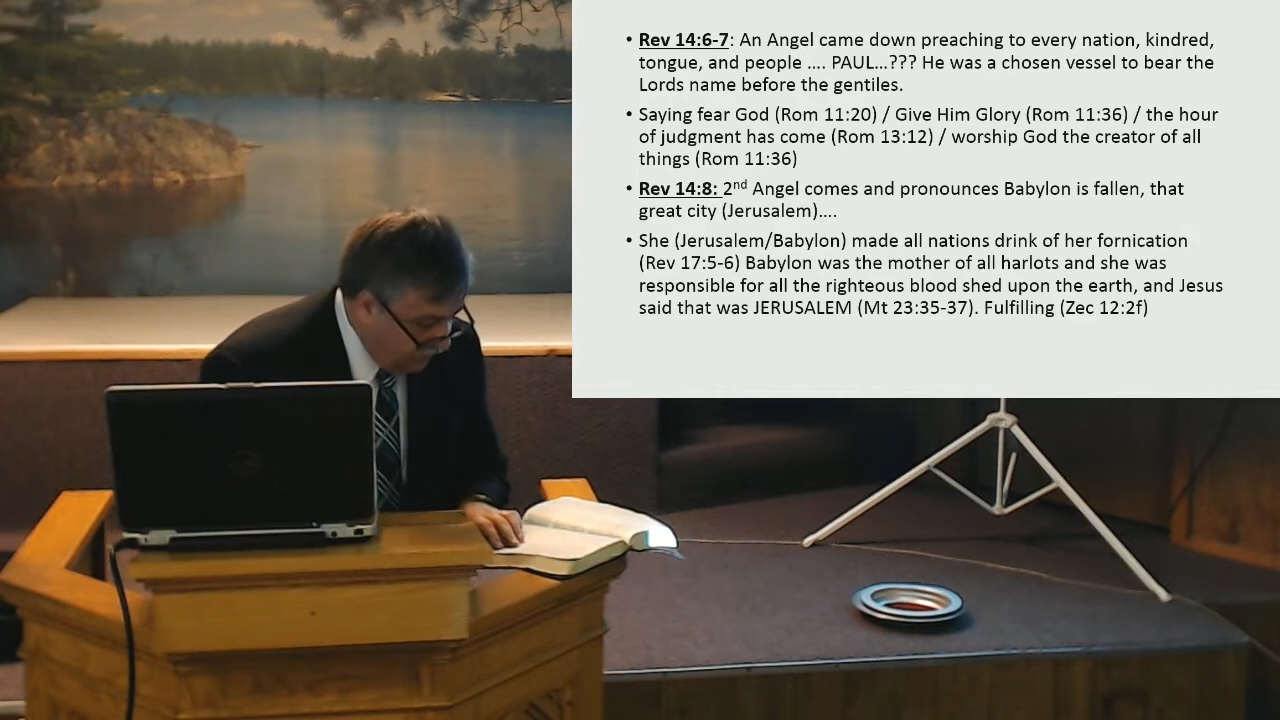 • Rev 14:6-7: An Angel came down preaching to every nation, kindred,
tongue, and people .... PAUL...??? He was a chosen vessel to bear the
Lords name before the gentiles.
• Saying fear God (Rom 11:20) / Give Him Glory (Rom 11:36) / the hour
of judgment has come (Rom 13:12) / worship God the creator of all
things (Rom 11:36)
• Rev 14:8: 2nd Angel comes and pronounces Babylon is fallen, that
great city (Jerusalem)....
• She (Jerusalem/Babylon) made all nations drink of her fornication
(Rev 17:5-6) Babylon was the mother of all harlots and she was
responsible for all the righteous blood shed upon the earth, and Jesus
said that was JERUSALEM (Mt 23:35-37). Fulfilling (Zec 12:2f)